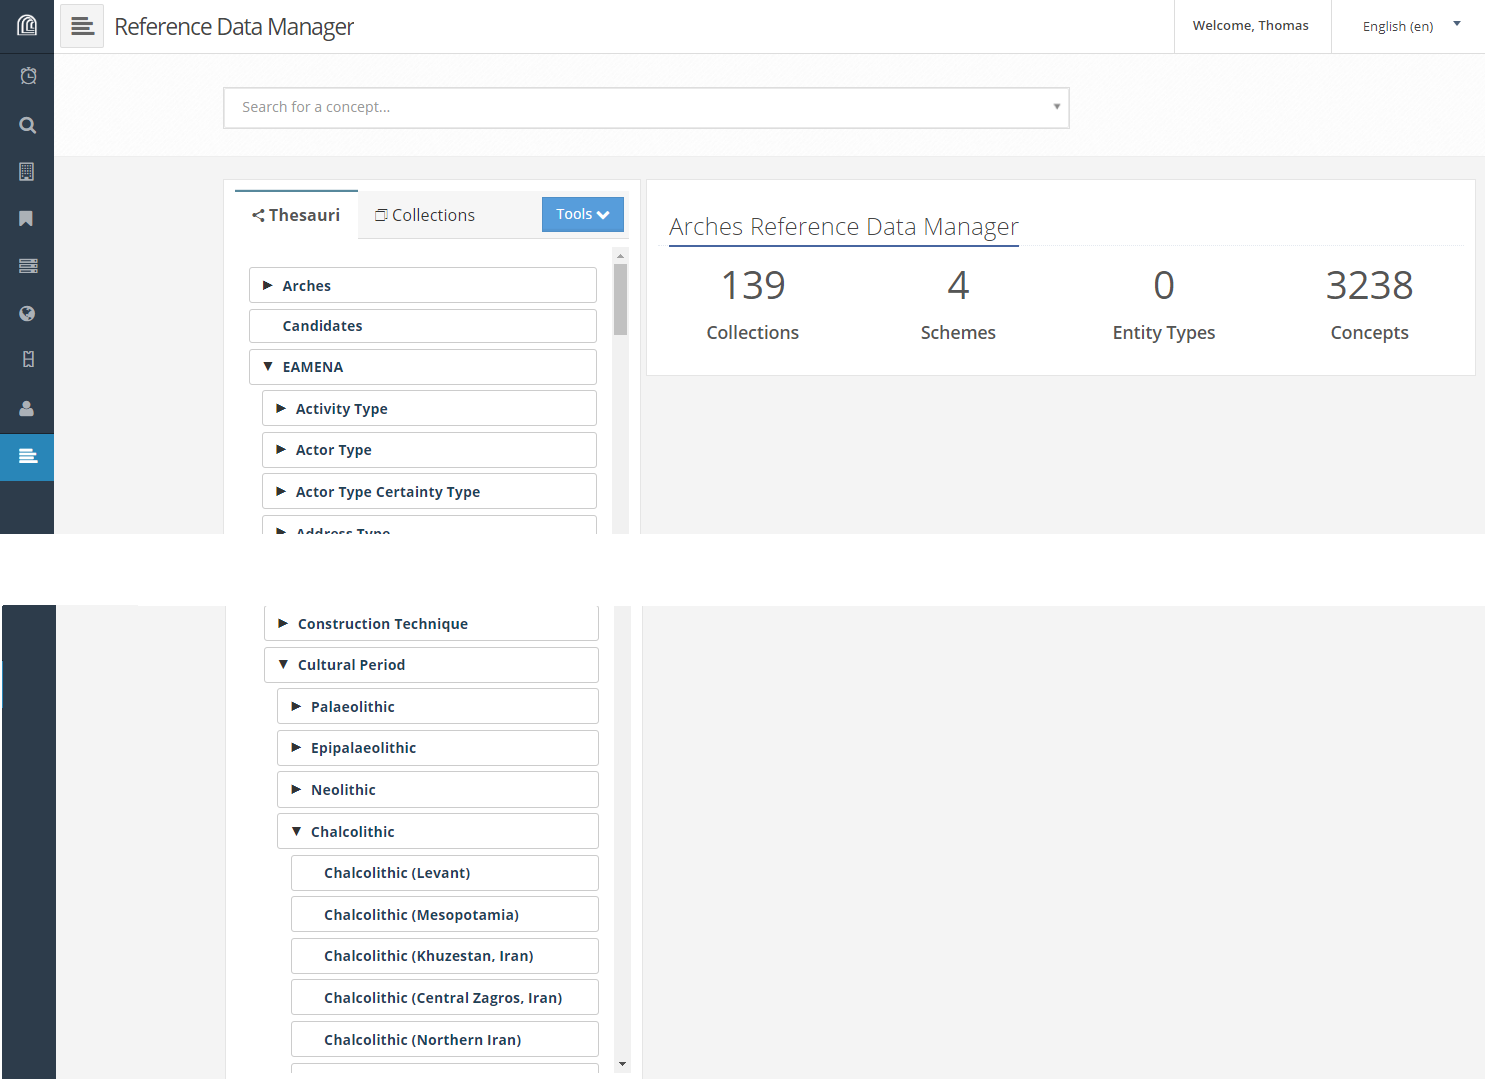 Reference Data Manager
Welcome, Thomas
English (en)
Search for a concept...
Thesauri
Collections
Tools
Arches
Candidates
EAMENA
Activity Type
Actor Type
Actor Type Certainty Type
Address Type
Arches Reference Data Manager
139
4
0
3238
Collections
Schemes
Entity Types
Concepts
Construction Technique
Cultural Period
Palaeolithic
Epipalaeolithic
Neolithic
Chalcolithic
Chalcolithic (Levant)
Chalcolithic (Mesopotamia)
Chalcolithic (Khuzestan, Iran)
Chalcolithic (Central Zagros, Iran)
Chalcolithic (Northern Iran)